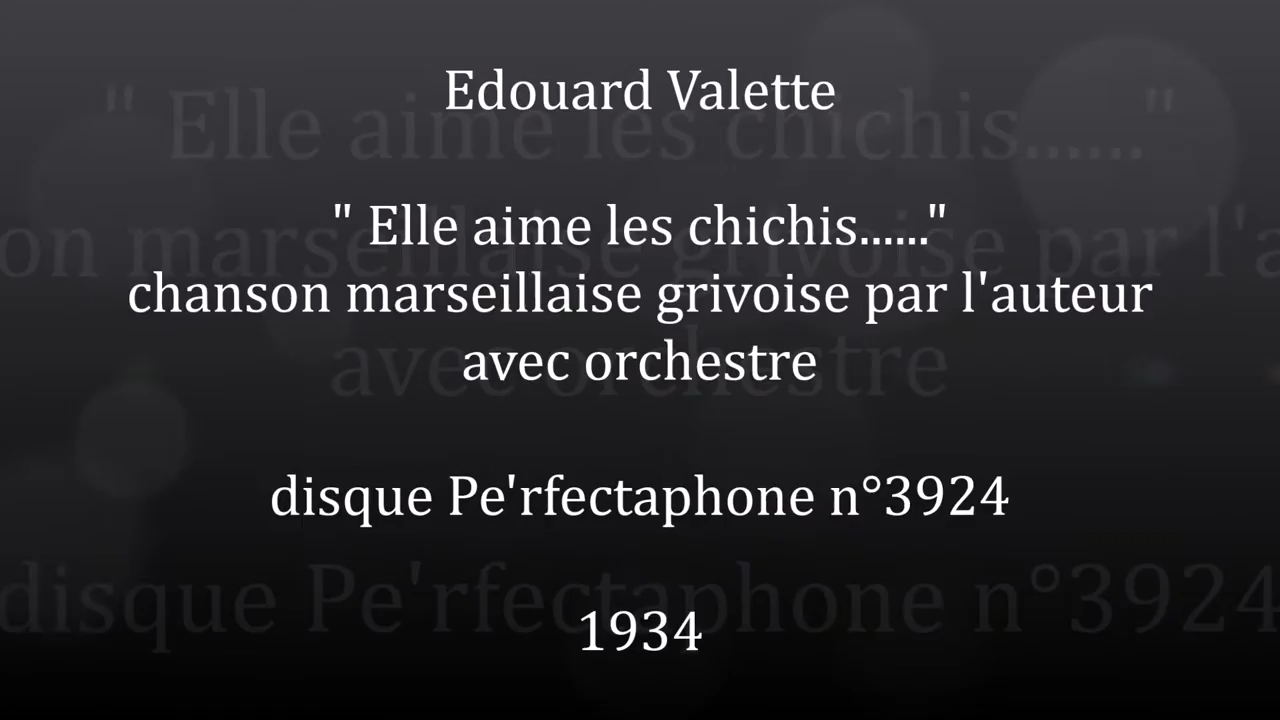 Edouard Valette
" Elle aime les chichis......"
chanson marseillaise grivoise par l'auteur
avec orchestre
disque Pe'rfectaphone n°3924
1934